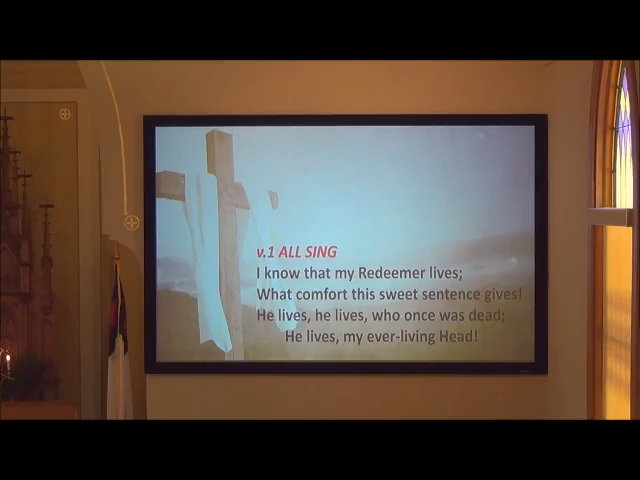 v.1 ALL SING
I know that my Redeemer lives;
What comfort this sweet sentence gives!
He lives, he lives, who once was dead;
He lives, my ever-living Head!